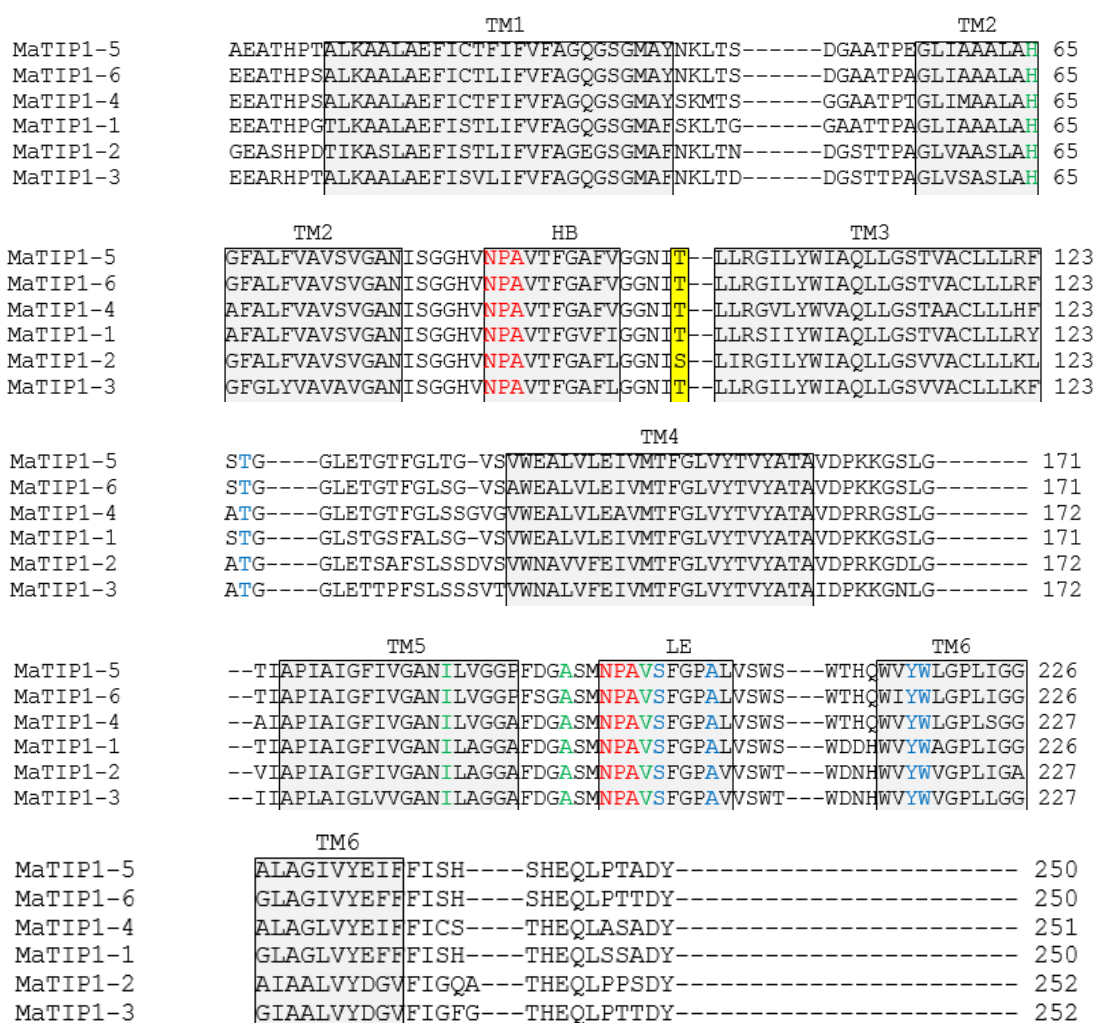 TM1 TM2
MaTIP1-5 AEATHPTALKAALAEFICTFIFVFAGQGSGMAYNKLTS------DGAATPEGLIAAALAH 65
MaTIP1-6 EEATHPSALKAALAEFICTLIFVFAGQGSGMAYNKLTS------DGAATPAGLIAAALAH 65
MaTIP1-4 EEATHPSALKAALAEFICTFIFVFAGQGSGMAYSKMTS------GGAATPTGLIMAALAH 65
MaTIP1-1 EEATHPGTLKAALAEFISTLIFVFAGQGSGMAFSKLTG------GAATTPAGLIAAALAH 65
MaTIP1-2 GEASHPDTIKASLAEFISTLIFVFAGEGSGMAFNKLTN------DGSTTPAGLVAASLAH 65
MaTIP1-3 EEARHPTALKAALAEFISVLIFVFAGQGSGMAFNKLTD------DGSTTPAGLVSASLAH 65
TM2 HB TM3
MaTIP1-5 GFALFVAVSVGANISGGHVNPAVTFGAFVGGNIT--LLRGILYWIAQLLGSTVACLLLRF 123
MaTIP1-6 GFALFVAVSVGANISGGHVNPAVTFGAFVGGNIT--LLRGILYWIAQLLGSTVACLLLRF 123
MaTIP1-4 AFALFVAVSVGANISGGHVNPAVTFGAFVGGNIT--LLRGVLYWVAQLLGSTAACLLLHF 123
MaTIP1-1 AFALFVAVSVGANISGGHVNPAVTFGVFIGGNIT--LLRSIIYWIAQLLGSTVACLLLRY 123
MaTIP1-2 GFALFVAVSVGANISGGHVNPAVTFGAFLGGNIS--LIRGILYWIAQLLGSVVACLLLKL 123
MaTIP1-3 GFGLYVAVAVGANISGGHVNPAVTFGAFLGGNIT--LLRGILYWIAQLLGSVVACLLLKF 123
TM4
MaTIP1-5 STG----GLETGTFGLTG-VSVWEALVLEIVMTFGLVYTVYATAVDPKKGSLG------- 171
MaTIP1-6 STG----GLETGTFGLSG-VSAWEALVLEIVMTFGLVYTVYATAVDPKKGSLG------- 171
MaTIP1-4 ATG----GLETGTFGLSSGVGVWEALVLEAVMTFGLVYTVYATAVDPRRGSLG------- 172
MaTIP1-1 STG----GLSTGSFALSG-VSVWEALVLEIVMTFGLVYTVYATAVDPKKGSLG------- 171
MaTIP1-2 ATG----GLETSAFSLSSDVSVWNAVVFEIVMTFGLVYTVYATAVDPRKGDLG------- 172
MaTIP1-3 ATG----GLETTPFSLSSSVTVWNALVFEIVMTFGLVYTVYATAIDPKKGNLG------- 172
TM5 LE TM6
MaTIP1-5 --TIAPIAIGFIVGANILVGGPFDGASMNPAVSFGPALVSWS---WTHQWVYWLGPLIGG 226
MaTIP1-6 --TIAPIAIGFIVGANILVGGPFSGASMNPAVSFGPALVSWS---WTHQWIYWLGPLIGG 226
MaTIP1-4 --AIAPIAIGFIVGANILVGGAFDGASMNPAVSFGPALVSWS---WTHQWVYWLGPLSGG 227
MaTIP1-1 --TIAPIAIGFIVGANILAGGAFDGASMNPAVSFGPALVSWS---WDDHWVYWAGPLIGG 226
MaTIP1-2 --VIAPIAIGFIVGANILAGGAFDGASMNPAVSFGPAVVSWT---WDNHWVYWVGPLIGA 227
MaTIP1-3 --IIAPLAIGLVVGANILAGGAFDGASMNPAVSFGPAVVSWT---WDNHWVYWVGPLLGG 227
TM6
MaTIP1-5 ALAGIVYEIFFISH----SHEQLPTADY---------------------- 250
MaTIP1-6 GLAGIVYEFFFISH----SHEQLPTTDY---------------------- 250
MaTIP1-4 ALAGLVYEIFFICS----THEQLASADY---------------------- 251
MaTIP1-1 GLAGLVYEFFFISH----THEQLSSADY---------------------- 250
MaTIP1-2 AIAALVYDGVFIGQA---THEQLPPSDY---------------------- 252
MaTIP1-3 GIAALVYDGVFIGFG---THEQLPTTDY---------------------- 252